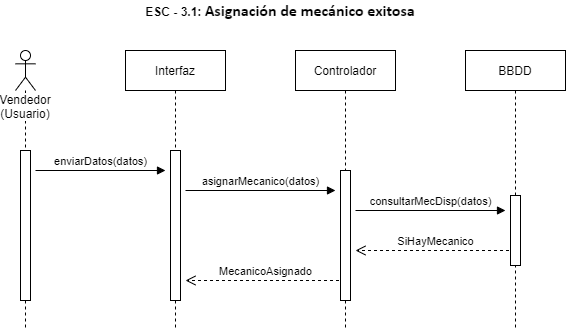 ESC - 3.1: Asignación de mecánico exitosa
Interfaz
Controlador
BBDD
Vendedor
(Usuario)
enviarDatos(datos)
asignarMecanico(datos)
consultarMecDisp(datos)
SiHayMecanico
MecanicoAsignado